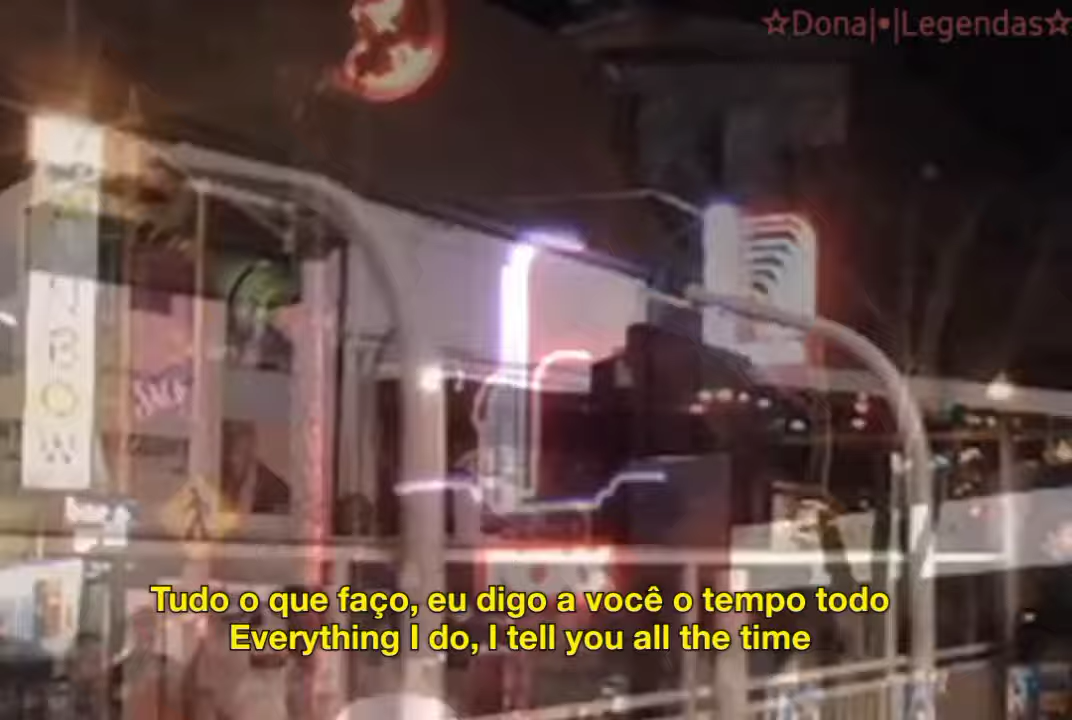 ☆Dona|•|Legendas☆
Tudo o que faço, eu digo a você o tempo todo
Everything I do, I tell you all the time